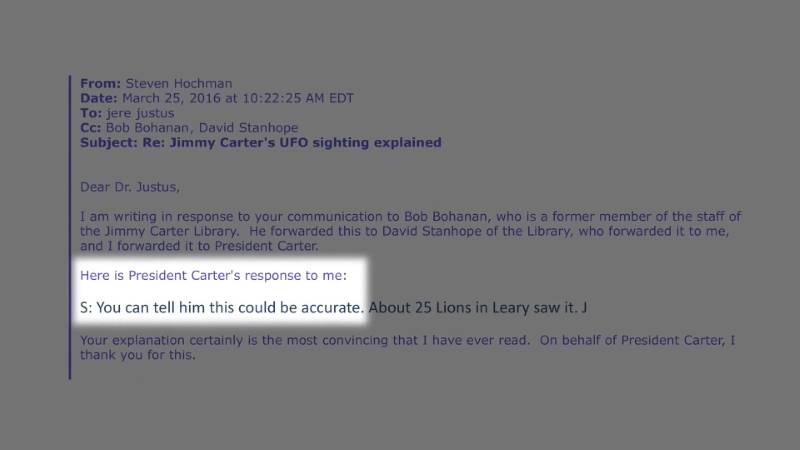 From: Steven Hochman
Date: March 25, 2016 at 10:22:25 AM EDT
To: jere justus
Cc: Bob Bohanan, David Stanhope
Subject: Re: Jimmy Carter's UFO sighting explained
Dear Dr. Justus,
I am writing in response to your communication to Bob Bohanan, who is a former member of the staff of
the Jimmy Carter Library.  He forwarded this to David Stanhope of the Library, who forwarded it to me,
and I forwarded it to President Carter.
Here is President Carter's response to me:
S: You can tell him this could be accurate. About 25 Lions in Leary saw it. J
Your explanation certainly is the most convincing that I have ever read.  On behalf of President Carter, I
thank you for this.